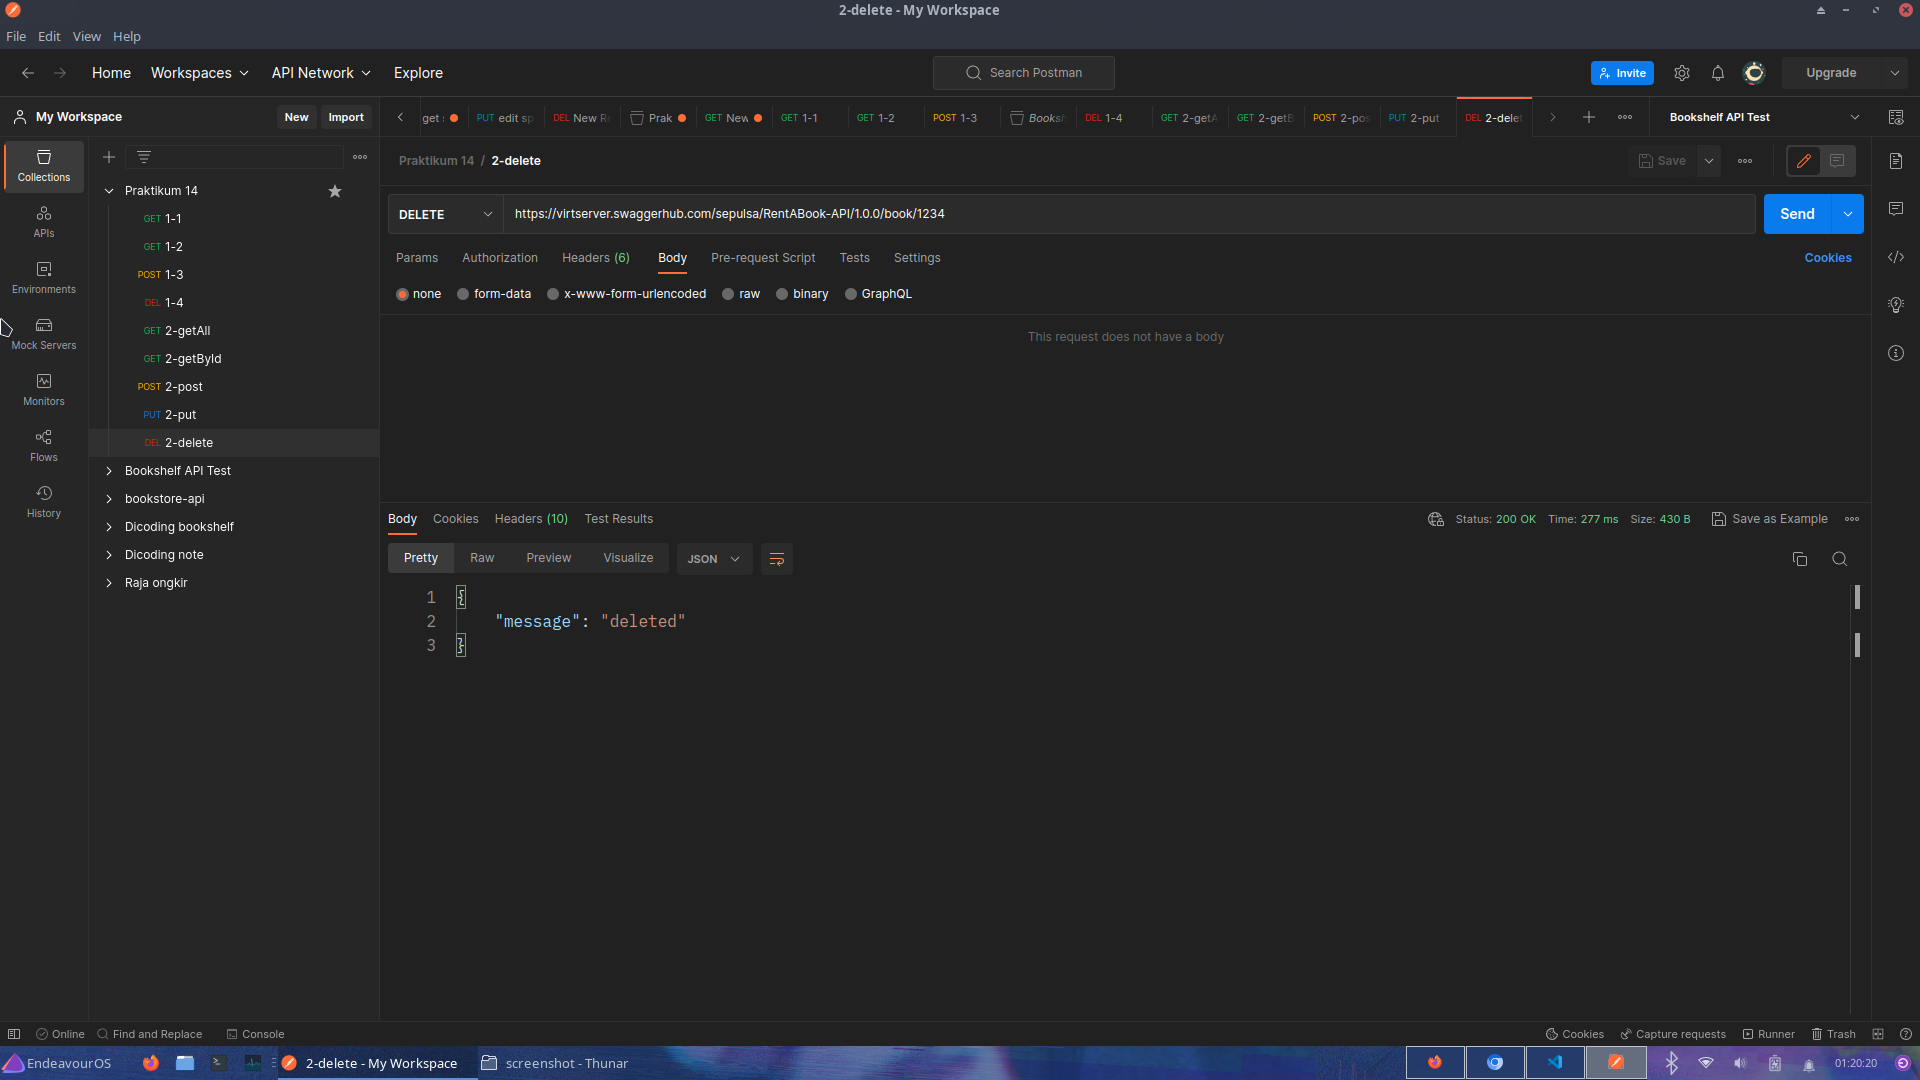 2-delete - My Workspace
File Edit View Help
Home Workspaces API Network Explore Search Postman Invite Upgrade
My Workspace New Import
get PUT edit sp DEL New Re Prak GET New GET 1-1 GET 1-2 POST 1-3 Booksh DEL 1-4 GET 2-getA GET 2-getB POST 2-pos PUT 2-put DEL 2-delet Bookshelf API Test
Collections
APIs
Environments
Mock Servers
Monitors
Flows
History
Praktikum 14
GET 1-1
GET 1-2
POST 1-3
DEL 1-4
GET 2-getAll
GET 2-getById
POST 2-post
PUT 2-put
DEL 2-delete
Bookshelf API Test
bookstore-api
Dicoding bookshelf
Dicoding note
Raja ongkir
Praktikum 14 / 2-delete Save
DELETE https://virtserver.swaggerhub.com/sepulsa/RentABook-API/1.0.0/book/1234 Send
Params Authorization Headers (6) Body Pre-request Script Tests Settings Cookies
none form-data x-www-form-urlencoded raw binary GraphQL
This request does not have a body
Body Cookies Headers (10) Test Results Status: 200 OK Time: 277 ms Size: 430 B Save as Example
Pretty Raw Preview Visualize JSON
1 {
2 "message": "deleted"
3 }
Online Find and Replace Console Cookies Capture requests Runner Trash
EndeavourOS 2-delete - My Workspace screenshot - Thunar 01:20:20